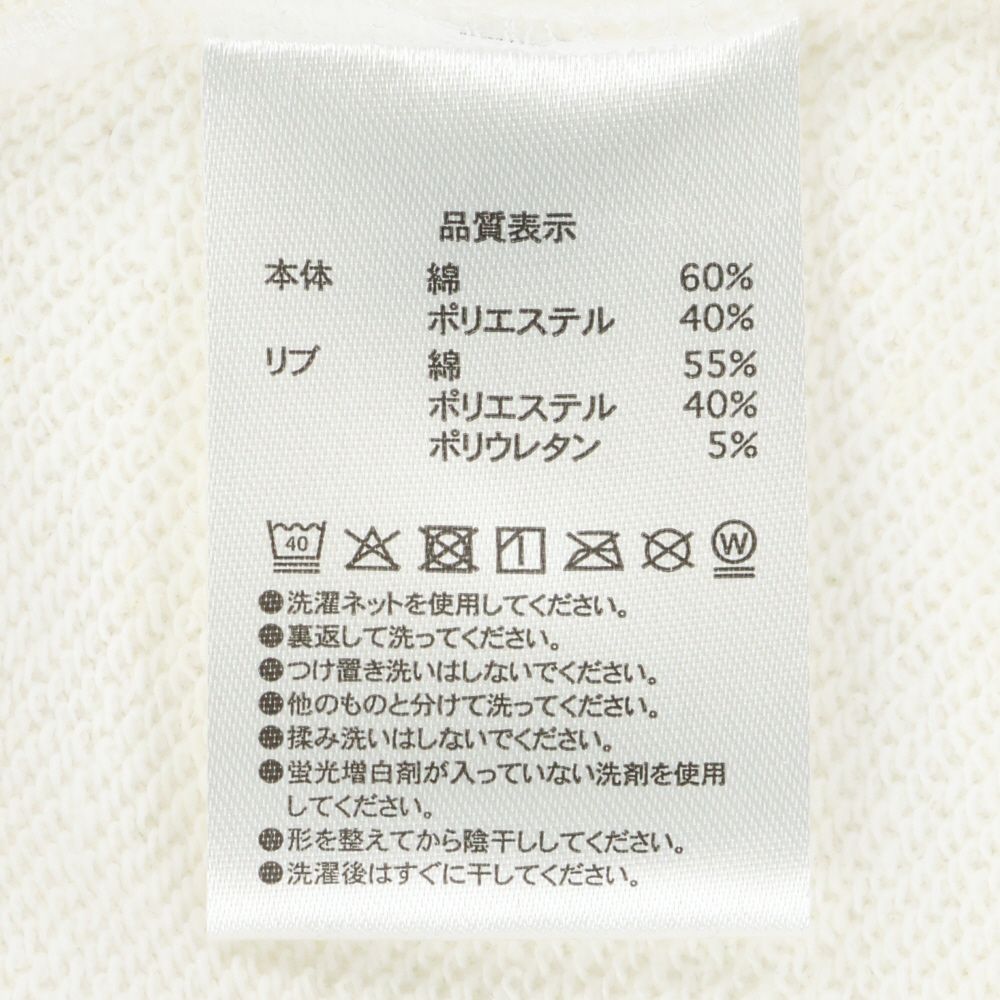 品質表示
本体 綿 60%
ポリエステル 40%
リブ 綿 55%
ポリエステル 40%
ポリウレタン 5%
40 W
●洗濯ネットを使用してください。
●裏返して洗ってください。
●つけ置き洗いはしないでください。
●他のものと分けて洗ってください。
●揉み洗いはしないでください。
●蛍光増白剤が入っていない洗剤を使用
してください。
●形を整えてから陰干ししてください。
●洗濯後はすぐに干してください。